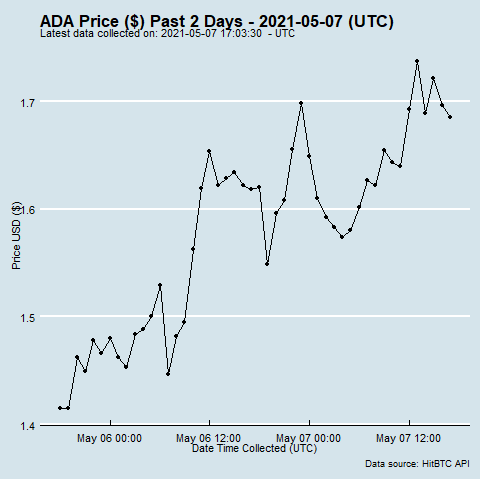 ADA Price ($) Past 2 Days - 2021-05-07 (UTC)
Latest data collected on: 2021-05-07 17:03:30 - UTC
1.7
1.6
1.5
1.4
Price USD ($)
May 06 00:00
May 06 12:00
May 07 00:00
May 07 12:00
Date Time Collected (UTC)
Data source: HitBTC API